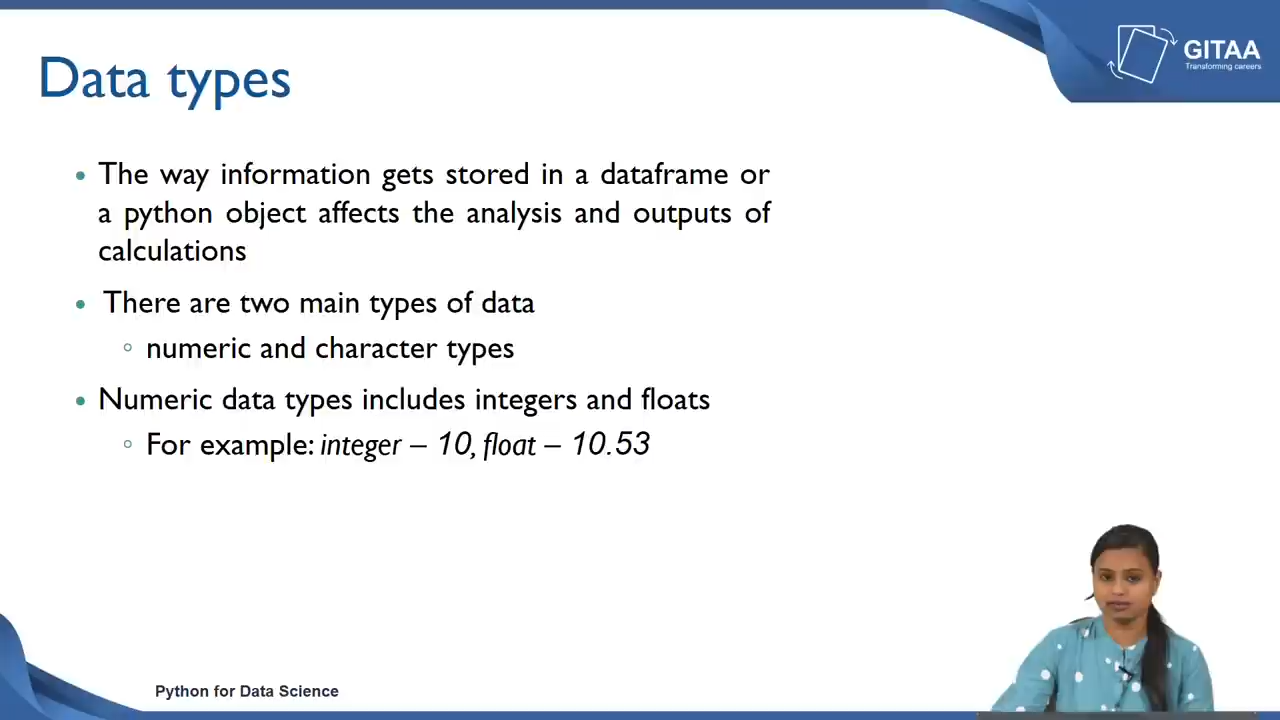 GITAA
Transforming careers
Data types
• The way information gets stored in a dataframe or
a python object affects the analysis and outputs of
calculations
• There are two main types of data
◦ numeric and character types
• Numeric data types includes integers and floats
◦ For example: integer – 10, float – 10.53
Python for Data Science